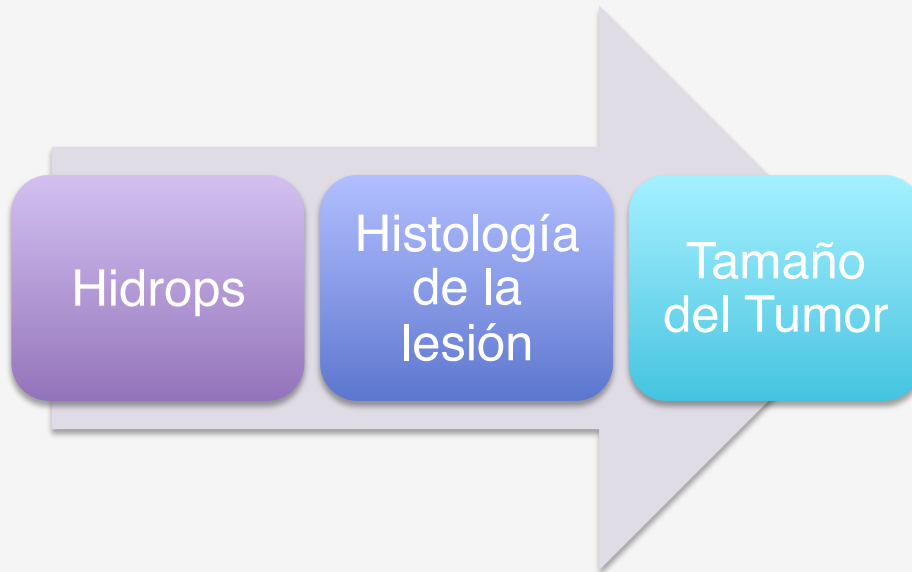 Hidrops
Histología
de la
lesión
Tamaño
del Tumor